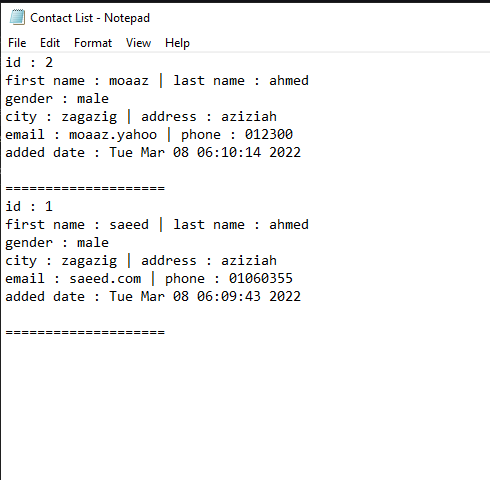 Contact List - Notepad
File Edit Format View Help
id : 2
first name : moaaz | last name : ahmed
gender : male
city : zagazig | address : aziziah
email : moaaz.yahoo | phone : 012300
added date : Tue Mar 08 06:10:14 2022
====================
id : 1
first name : saeed | last name : ahmed
gender : male
city : zagazig | address : aziziah
email : saeed.com | phone : 01060355
added date : Tue Mar 08 06:09:43 2022
====================